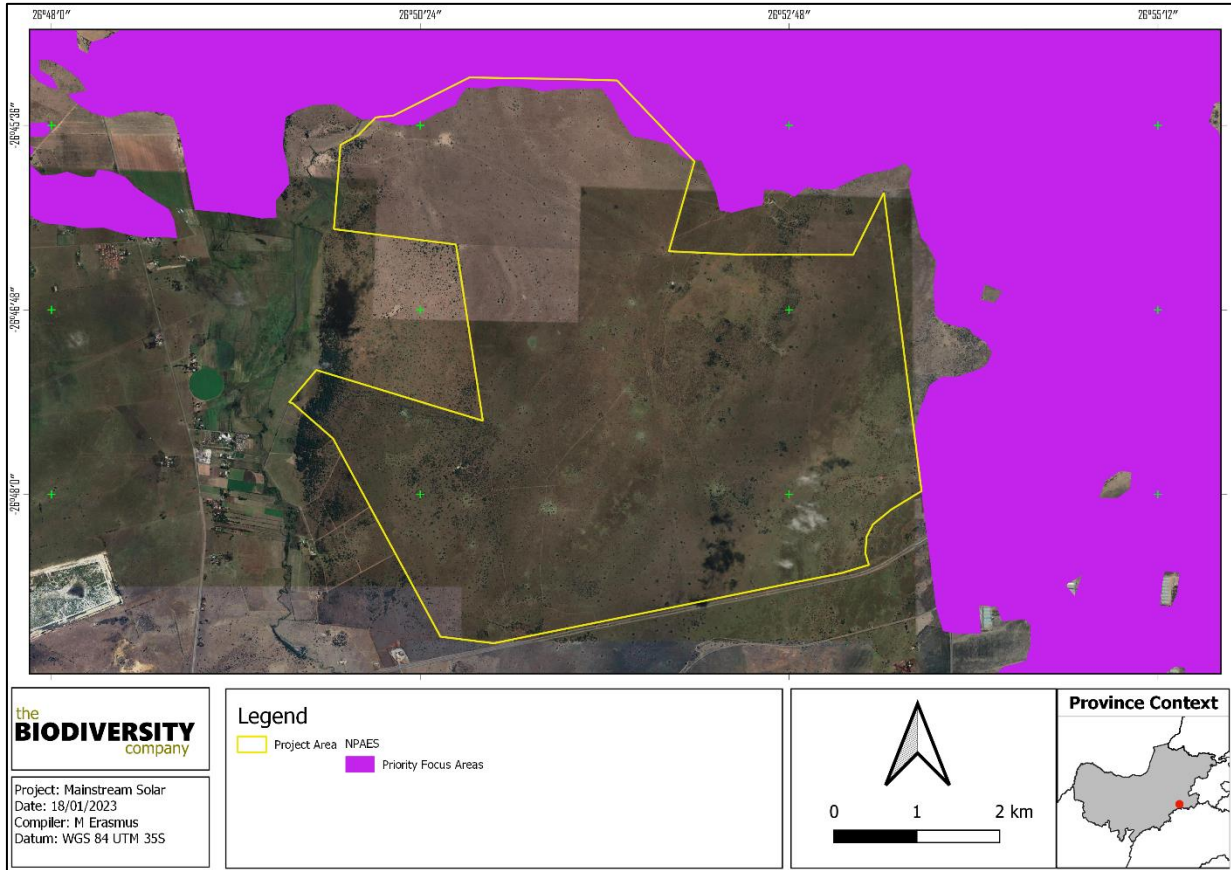 26°48′0″
26°50′24″
26°52′48″
26°55′12″
-26°45′36″
-26°46′48″
-26°48′0″
the
BIODIVERSITY
company
Project: Mainstream Solar
Date: 18/01/2023
Compiler: M Erasmus
Datum: WGS 84 UTM 35S
Legend
Project Area
NPAES
Priority Focus Areas
0 1 2 km
Province Context